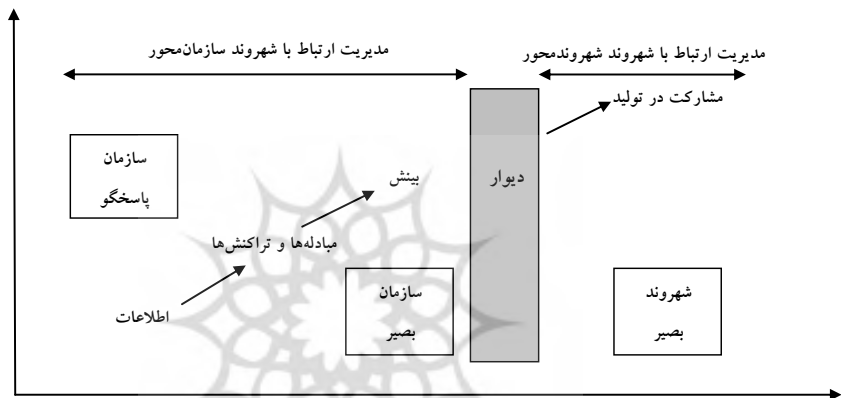 مدیریت ارتباط با شهروند شهروندمحور
مدیریت ارتباط با شهروند سازمان‌محور
مشارکت در تولید
سازمان
پاسخگو
بینش
دیوار
مبادله‌ها و تراکنش‌ها
اطلاعات
سازمان
بصیر
شهروند
بصیر